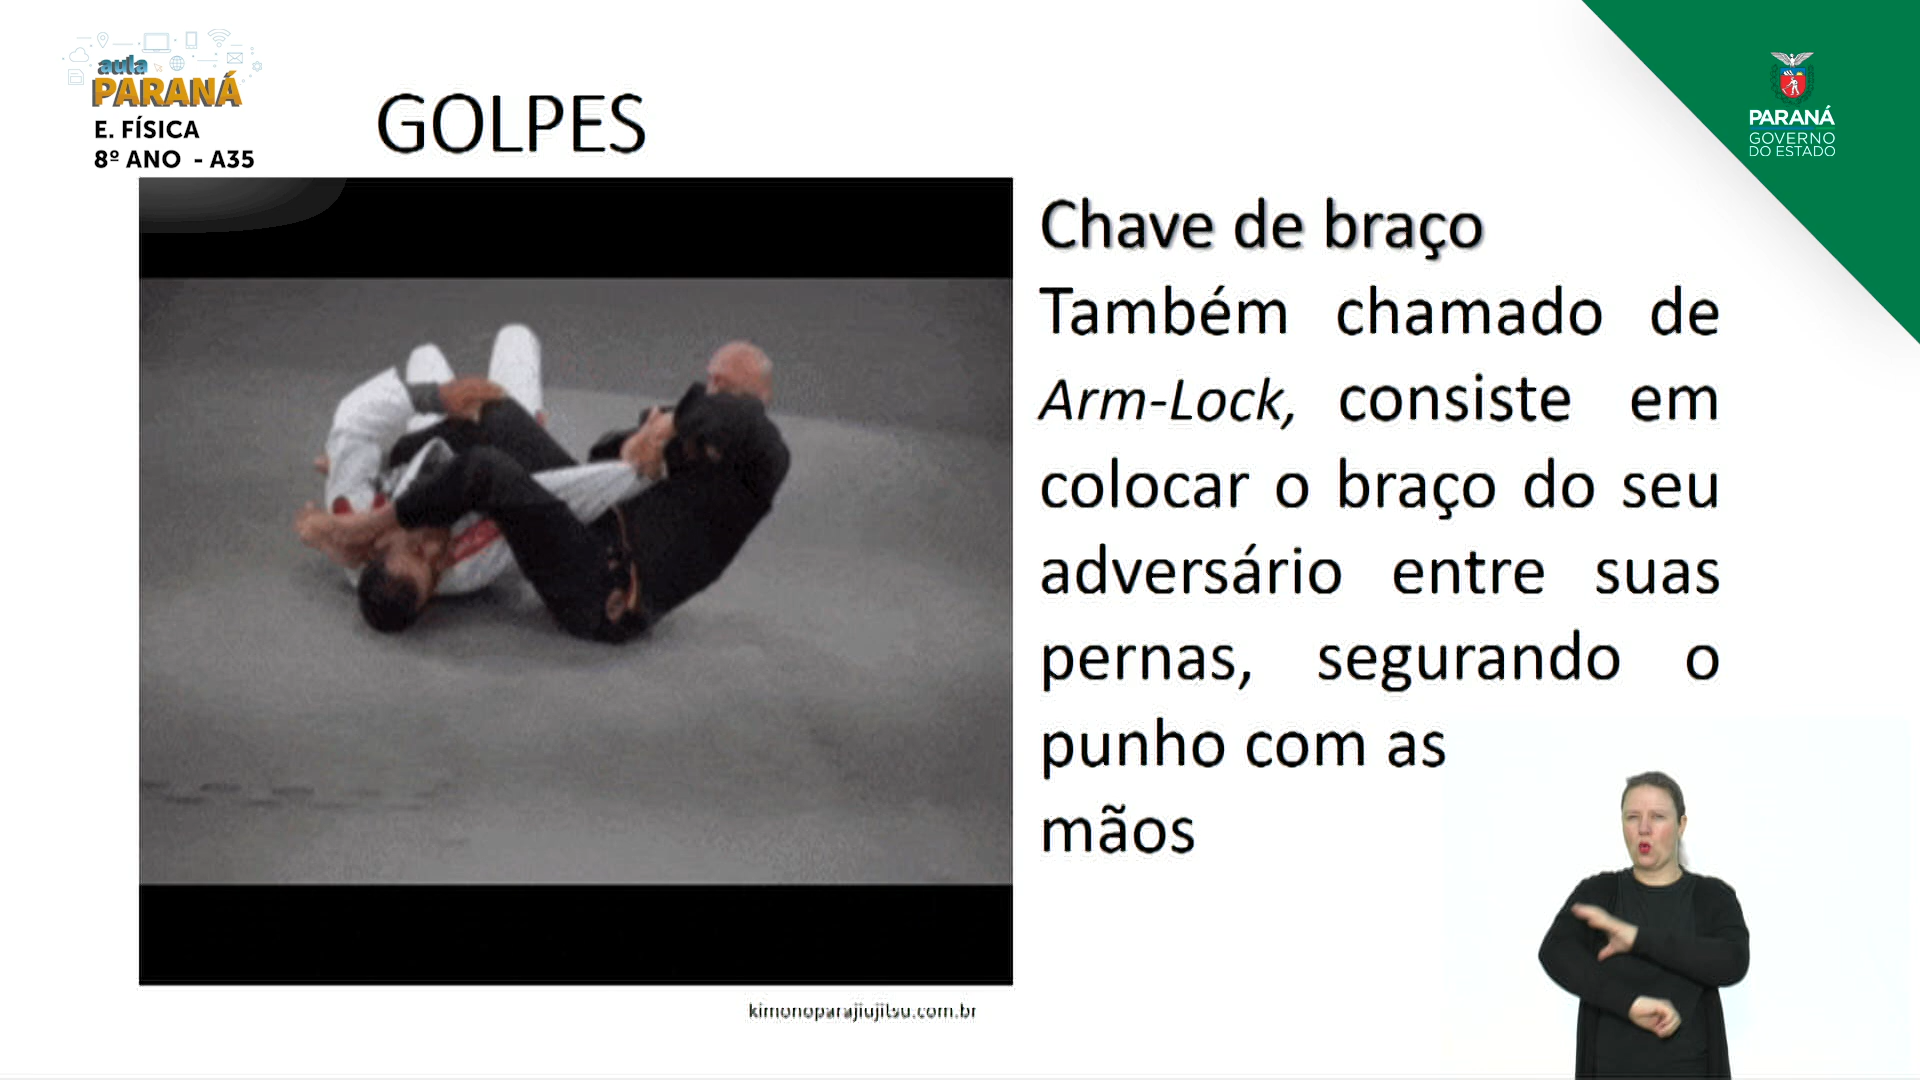 aula
PARANÁ
E. FÍSICA
8º ANO - A35
GOLPES
PARANÁ
GOVERNO
DO ESTADO
Chave de braço
Também chamado de
Arm-Lock, consiste em
colocar o braço do seu
adversário entre suas
pernas, segurando o
punho com as
mãos
kimonoparajiujitsu.com.br